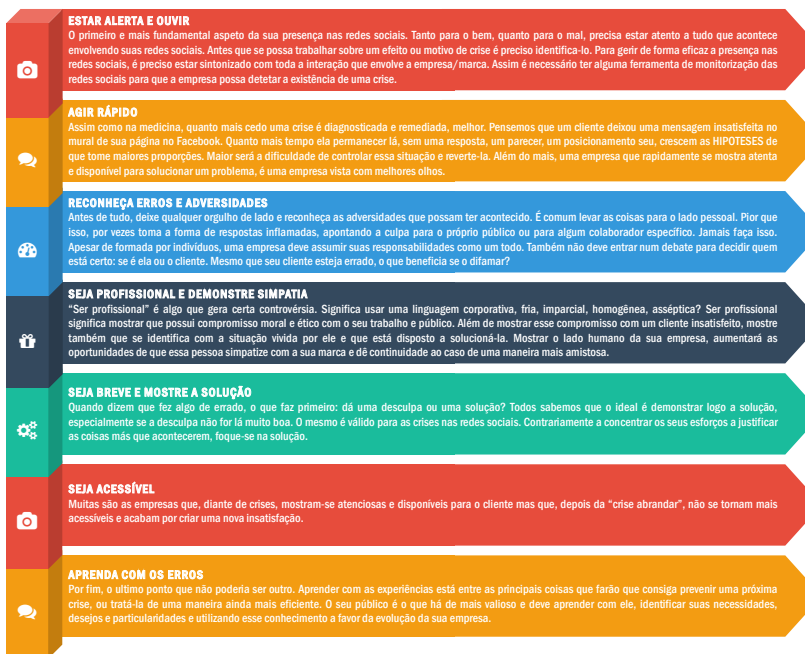 ESTAR ALERTA E OUVIR
O primeiro e mais fundamental aspeto da sua presença nas redes sociais. Tanto para o bem, quanto para o mal, precisa estar atento a tudo que acontece
envolvendo suas redes sociais. Antes que se possa trabalhar sobre um efeito ou motivo de crise é preciso identifica-lo. Para gerir de forma eficaz a presença nas
redes sociais, é preciso estar sintonizado com toda a interação que envolve a empresa/marca. Assim é necessário ter alguma ferramenta de monitorização das
redes sociais para que a empresa possa detetar a existência de uma crise.
AGIR RÁPIDO
Assim como na medicina, quanto mais cedo uma crise é diagnosticada e remediada, melhor. Pensemos que um cliente deixou uma mensagem insatisfeita no
mural de sua página no Facebook. Quanto mais tempo ela permanecer lá, sem uma resposta, um parecer, um posicionamento seu, crescem as HIPOTESES de
que tome maiores proporções. Maior será a dificuldade de controlar essa situação e reverte-la. Além do mais, uma empresa que rapidamente se mostra atenta
e disponível para solucionar um problema, é uma empresa vista com melhores olhos.
RECONHEÇA ERROS E ADVERSIDADES
Antes de tudo, deixe qualquer orgulho de lado e reconheça as adversidades que possam ter acontecido. É comum levar as coisas para o lado pessoal. Pior que
isso, por vezes toma a forma de respostas inflamadas, apontando a culpa para o próprio público ou para algum colaborador específico. Jamais faça isso.
Apesar de formada por indivíduos, uma empresa deve assumir suas responsabilidades como um todo. Também não deve entrar num debate para decidir quem
está certo: se é ela ou o cliente. Mesmo que seu cliente esteja errado, o que beneficia se o difamar?
SEJA PROFISSIONAL E DEMONSTRE SIMPATIA
“Ser profissional” é algo que gera certa controvérsia. Significa usar uma linguagem corporativa, fria, imparcial, homogênea, asséptica? Ser profissional
significa mostrar que possui compromisso moral e ético com o seu trabalho e público. Além de mostrar esse compromisso com um cliente insatisfeito, mostre
também que se identifica com a situação vivida por ele e que está disposto a solucioná-la. Mostrar o lado humano da sua empresa, aumentará as
oportunidades de que essa pessoa simpatize com a sua marca e dê continuidade ao caso de uma maneira mais amistosa.
SEJA BREVE E MOSTRE A SOLUÇÃO
Quando dizem que fez algo de errado, o que faz primeiro: dá uma desculpa ou uma solução? Todos sabemos que o ideal é demonstrar logo a solução,
especialmente se a desculpa não for lá muito boa. O mesmo é válido para as crises nas redes sociais. Contrariamente a concentrar os seus esforços a justificar
as coisas más que acontecerem, foque-se na solução.
SEJA ACESSÍVEL
Muitas são as empresas que, diante de crises, mostram-se atenciosas e disponíveis para o cliente mas que, depois da “crise abrandar”, não se tornam mais
acessíveis e acabam por criar uma nova insatisfação.
APRENDA COM OS ERROS
Por fim, o ultimo ponto que não poderia ser outro. Aprender com as experiências está entre as principais coisas que farão que consiga prevenir uma próxima
crise, ou tratá-la de uma maneira ainda mais eficiente. O seu público é o que há de mais valioso e deve aprender com ele, identificar suas necessidades,
desejos e particularidades e utilizando esse conhecimento a favor da evolução da sua empresa.